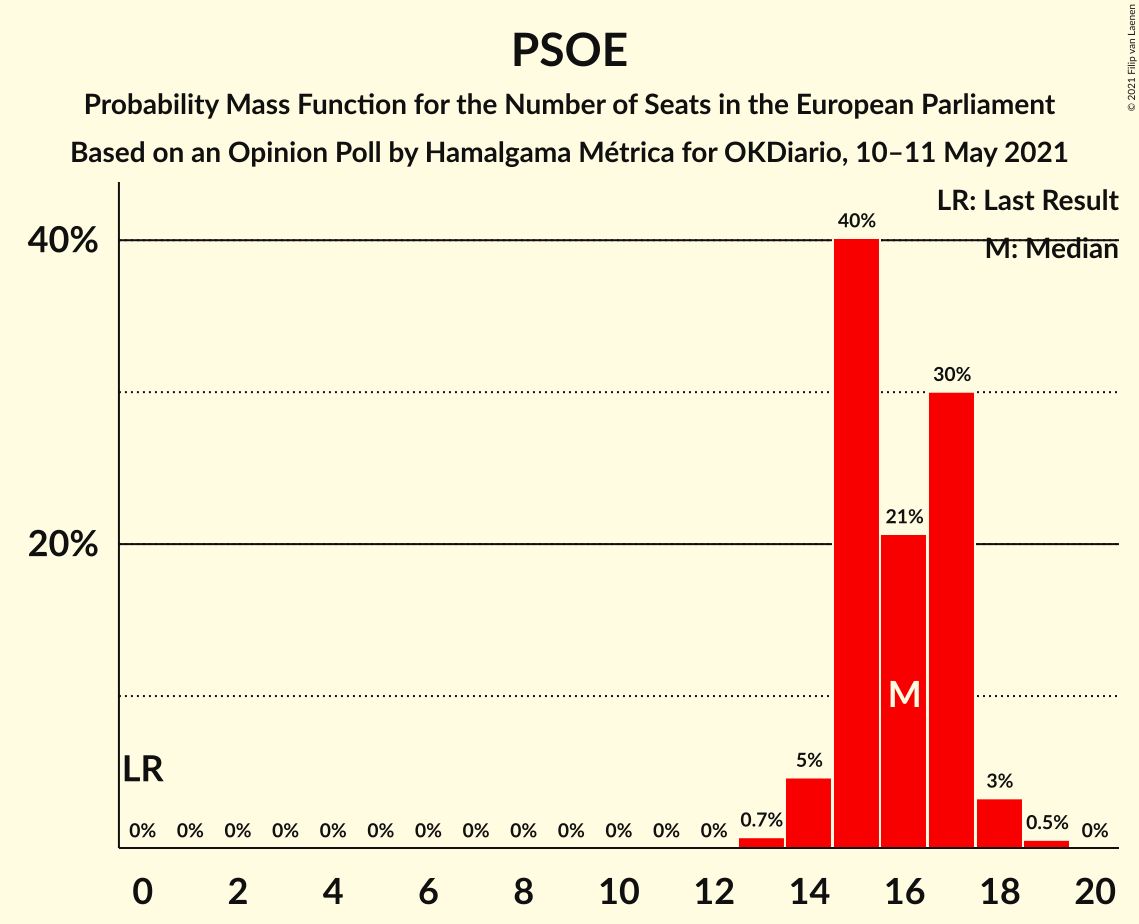 PSOE
Probability Mass Function for the Number of Seats in the European Parliament
Based on an Opinion Poll by Hamalgama Métrica for OKDiario, 10–11 May 2021
© 2021 Filip van Laenen
LR: Last Result
M: Median
40%
20%
40%
30%
21%
M
5%
3%
LR
0% 0% 0% 0% 0% 0% 0% 0% 0% 0% 0% 0% 0% 0.7% 0.5% 0%
0 2 4 6 8 10 12 14 16 18 20